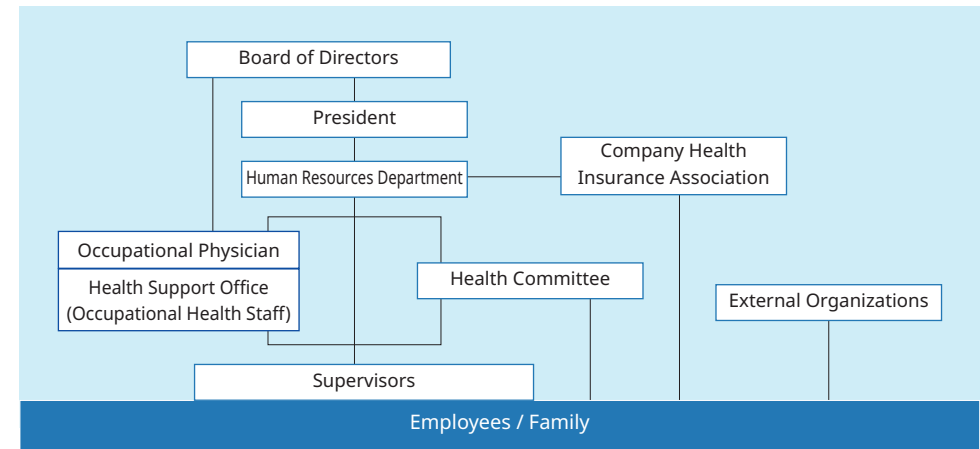 Board of Directors
President
Human Resources Department
Company Health
Insurance Association
Occupational Physician
Health Support Office
(Occupational Health Staff)
Health Committee
External Organizations
Supervisors
Employees / Family